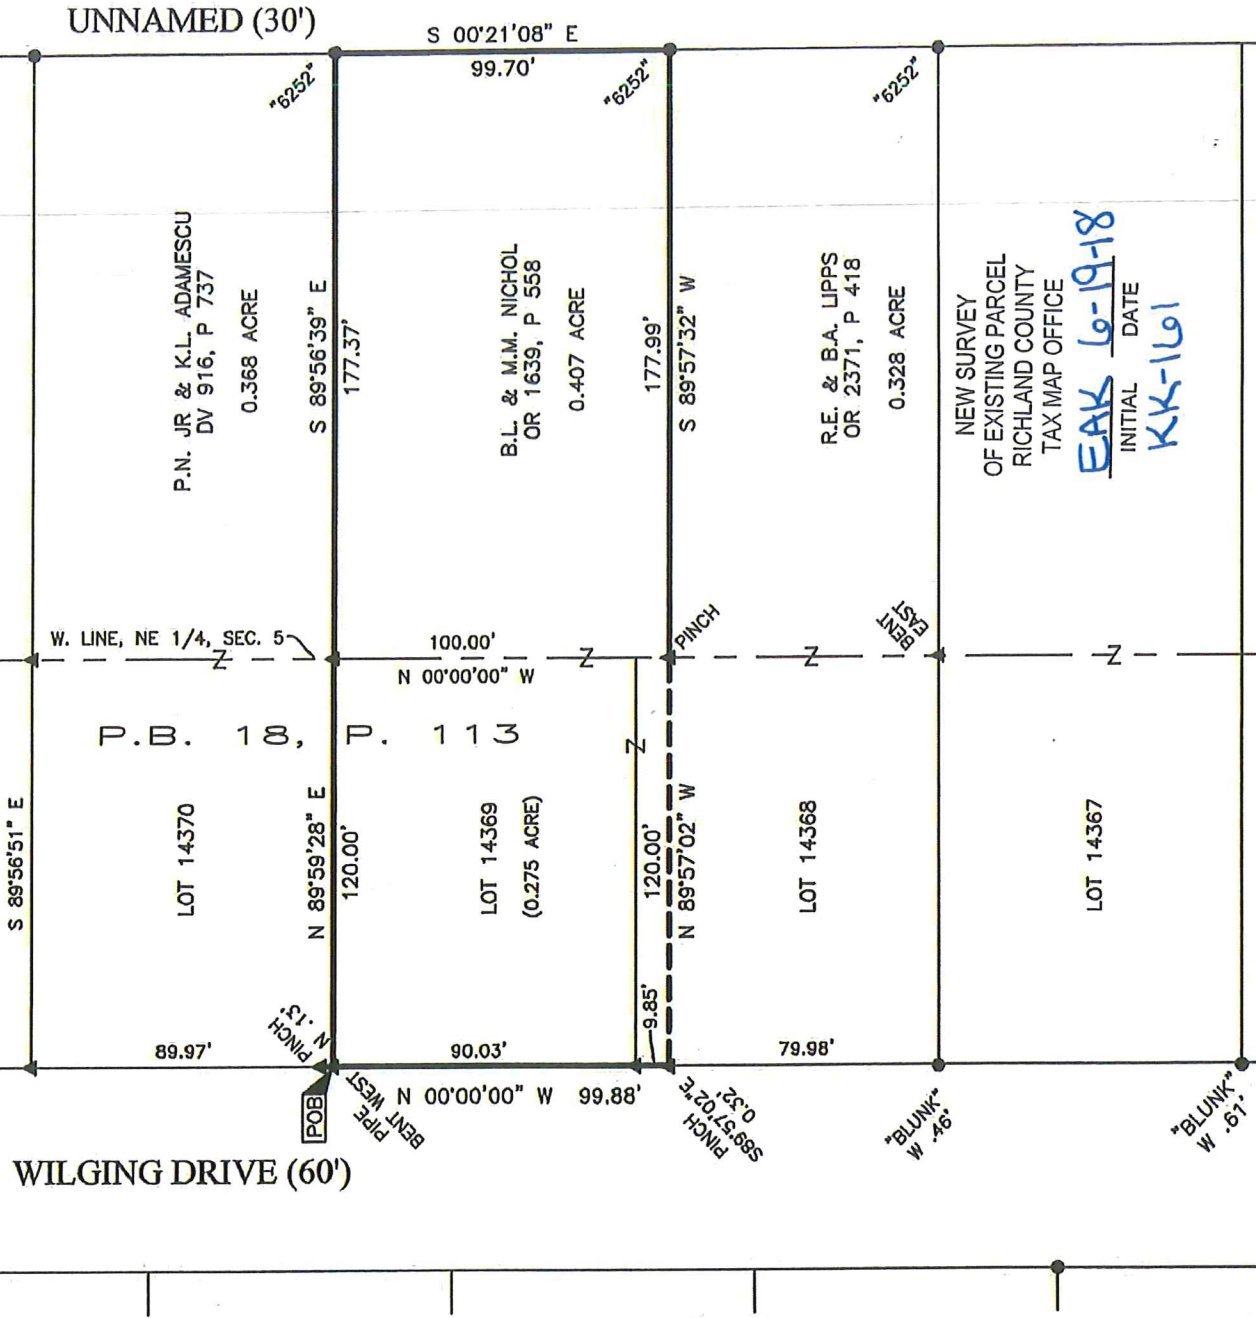 UNNAMED (30')
S 00°21'08" E
99.70'
"6252"
"6252"
"6252"
P.N. JR & K.L. ADAMESCU
DV 916, P 737
0.368 ACRE
S 89°56'39" E
177.37'
B.L. & M.M. NICHOL
OR 1639, P 558
0.407 ACRE
177.99'
S 89°57'32" W
R.E. & B.A. LIPPS
OR 2371, P 418
0.328 ACRE
NEW SURVEY
OF EXISTING PARCEL
RICHLAND COUNTY
TAX MAP OFFICE
EAK 6-19-18
INITIAL DATE
KK-161
W. LINE, NE 1/4, SEC. 5
Z
100.00'
N 00°00'00" W
Z
PINCH
Z
BENT
EAST
Z
P.B. 18, P. 113
Z
S 89°56'51" E
LOT 14370
N 89°59'28" E
120.00'
LOT 14369
(0.275 ACRE)
120.00'
N 89°57'02" W
LOT 14368
LOT 14367
PINCH
N .13'
89.97'
90.03'
9.85'
79.98'
POB
PIPE
BENT WEST
N 00°00'00" W 99.88'
PINCH
S89°57'02"E
0.32'
"BLUNK"
W .46'
"BLUNK"
W .61'
WILGING DRIVE (60')